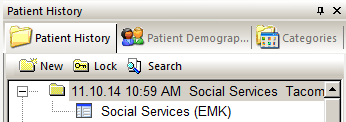 Patient History
Patient History Patient Demograp... Categories
New Lock Search
11.10.14 10:59 AM Social Services Tacom
Social Services (EMK)